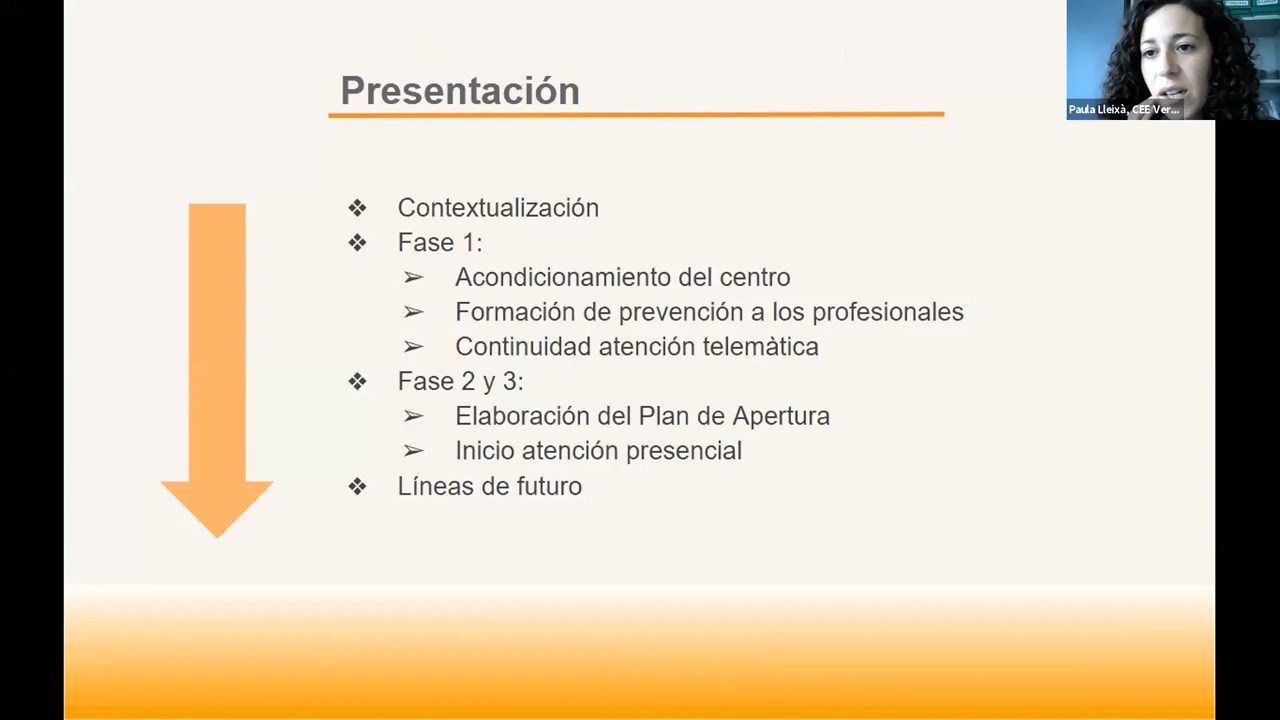 Presentación
Paula Lleixà, CEE Ver...
❖ Contextualización
❖ Fase 1:
➢ Acondicionamiento del centro
➢ Formación de prevención a los profesionales
➢ Continuidad atención telemàtica
❖ Fase 2 y 3:
➢ Elaboración del Plan de Apertura
➢ Inicio atención presencial
❖ Líneas de futuro